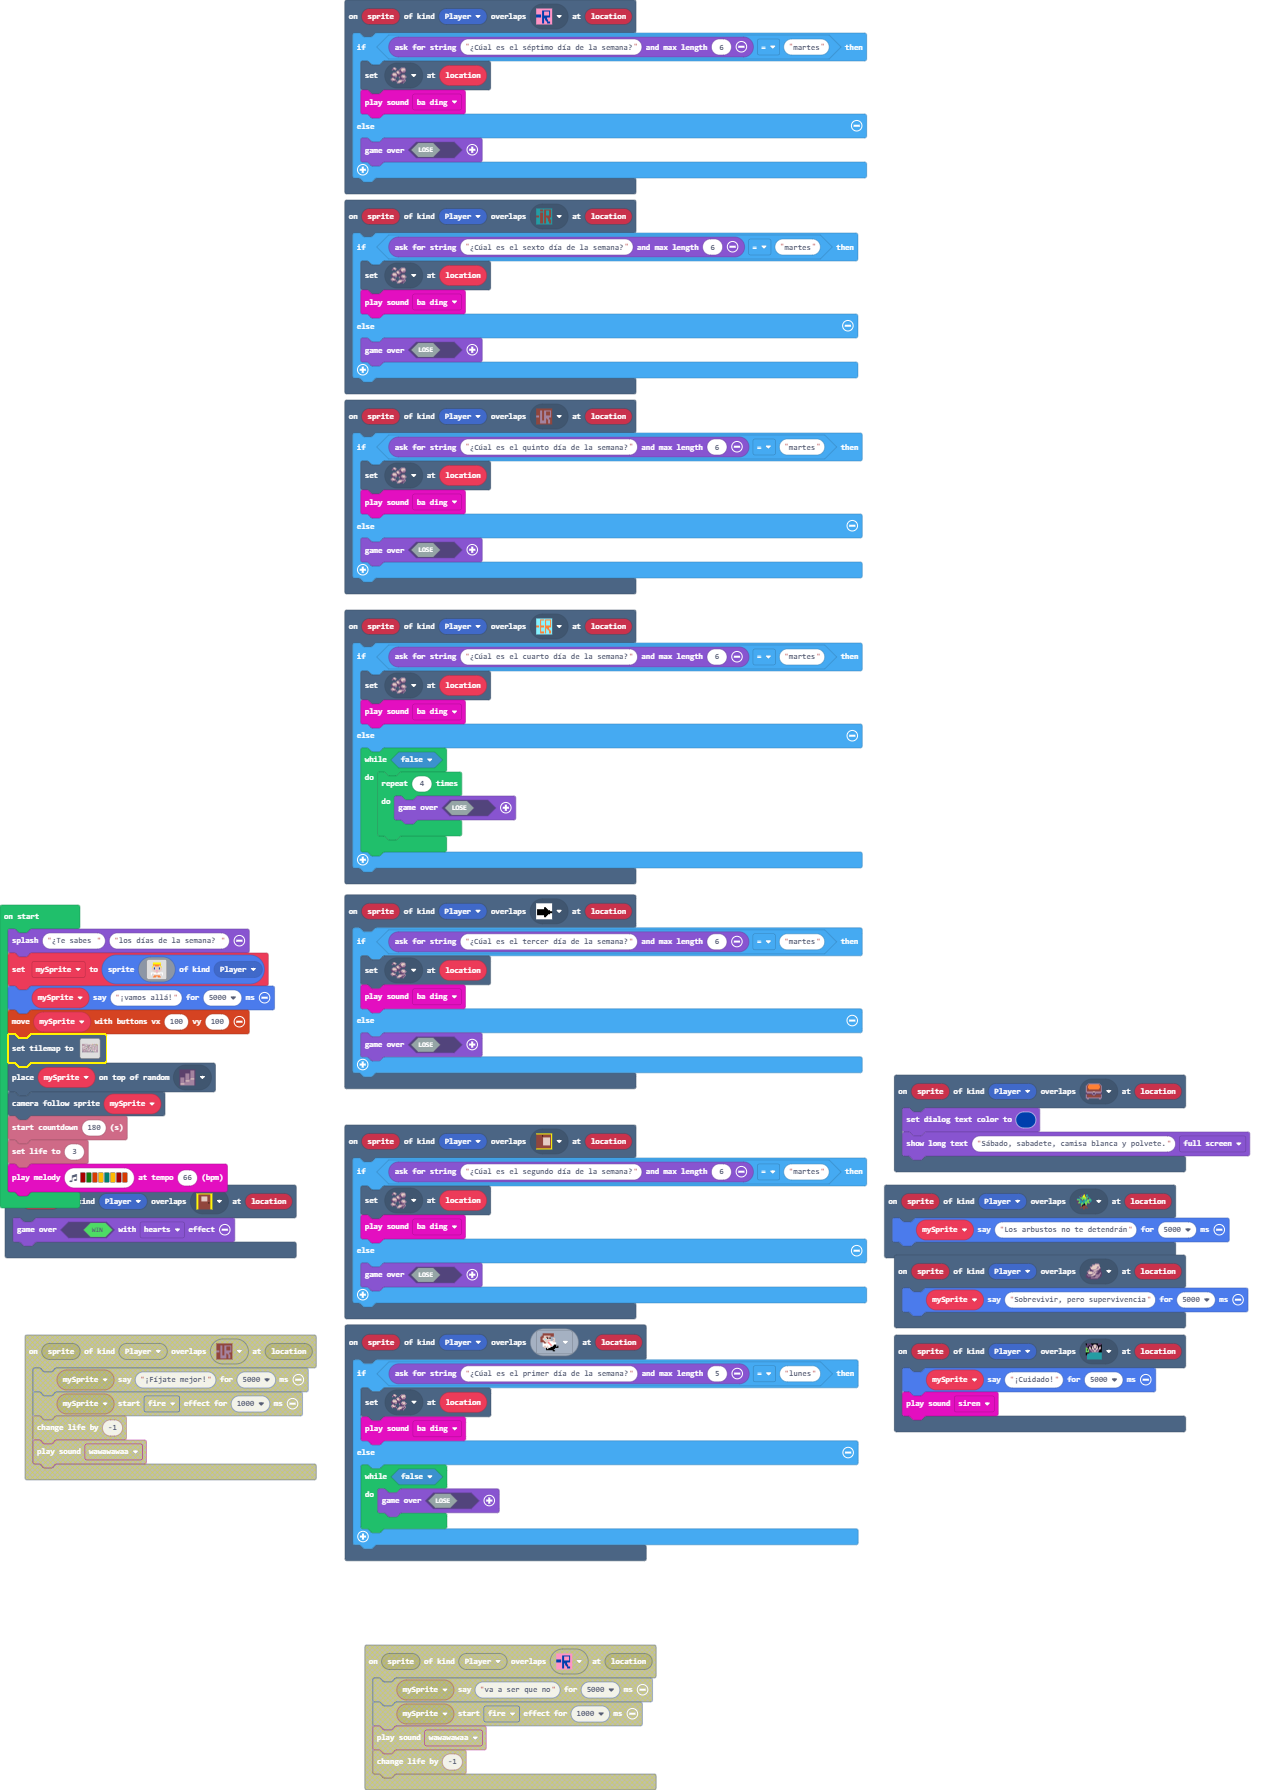 on sprite of kind Player overlaps at location
if ask for string "¿Cúal es el séptimo día de la semana?" and max length 6 = "martes" then
set at location
play sound ba ding
else
game over LOSE
on sprite of kind Player overlaps at location
if ask for string "¿Cúal es el sexto día de la semana?" and max length 6 = "martes" then
set at location
play sound ba ding
else
game over LOSE
on sprite of kind Player overlaps at location
if ask for string "¿Cúal es el quinto día de la semana?" and max length 6 = "martes" then
set at location
play sound ba ding
else
game over LOSE
on sprite of kind Player overlaps at location
if ask for string "¿Cúal es el cuarto día de la semana?" and max length 6 = "martes" then
set at location
play sound ba ding
else
while false
do repeat 4 times
do game over LOSE
on sprite of kind Player overlaps at location
if ask for string "¿Cúal es el tercer día de la semana?" and max length 6 = "martes" then
set at location
play sound ba ding
else
game over LOSE
on sprite of kind Player overlaps at location
if ask for string "¿Cúal es el segundo día de la semana?" and max length 6 = "martes" then
set at location
play sound ba ding
else
game over LOSE
on sprite of kind Player overlaps at location
if ask for string "¿Cúal es el primer día de la semana?" and max length 5 = "lunes" then
set at location
play sound ba ding
else
while false
do game over LOSE
on sprite of kind Player overlaps at location
mySprite say "va a ser que no" for 5000 ms
mySprite start fire effect for 1000 ms
play sound wawawawaa
change life by -1
on start
splash "¿Te sabes " "los días de la semana? "
set mySprite to sprite of kind Player
mySprite say "¡vamos allá!" for 5000 ms
move mySprite with buttons vx 100 vy 100
set tilemap to
place mySprite on top of random
camera follow sprite mySprite
start countdown 180 (s)
set life to 3
play melody at tempo 66 (bpm)
ind Player overlaps at location
game over WIN with hearts effect
on sprite of kind Player overlaps at location
mySprite say "¡Fíjate mejor!" for 5000 ms
mySprite start fire effect for 1000 ms
change life by -1
play sound wawawawaa
on sprite of kind Player overlaps at location
set dialog text color to
show long text "Sábado, sabadete, camisa blanca y polvete." full screen
on sprite of kind Player overlaps at location
mySprite say "Los arbustos no te detendrán" for 5000 ms
on sprite of kind Player overlaps at location
mySprite say "Sobrevivir, pero supervivencia" for 5000 ms
on sprite of kind Player overlaps at location
mySprite say "¡Cuidado!" for 5000 ms
play sound siren